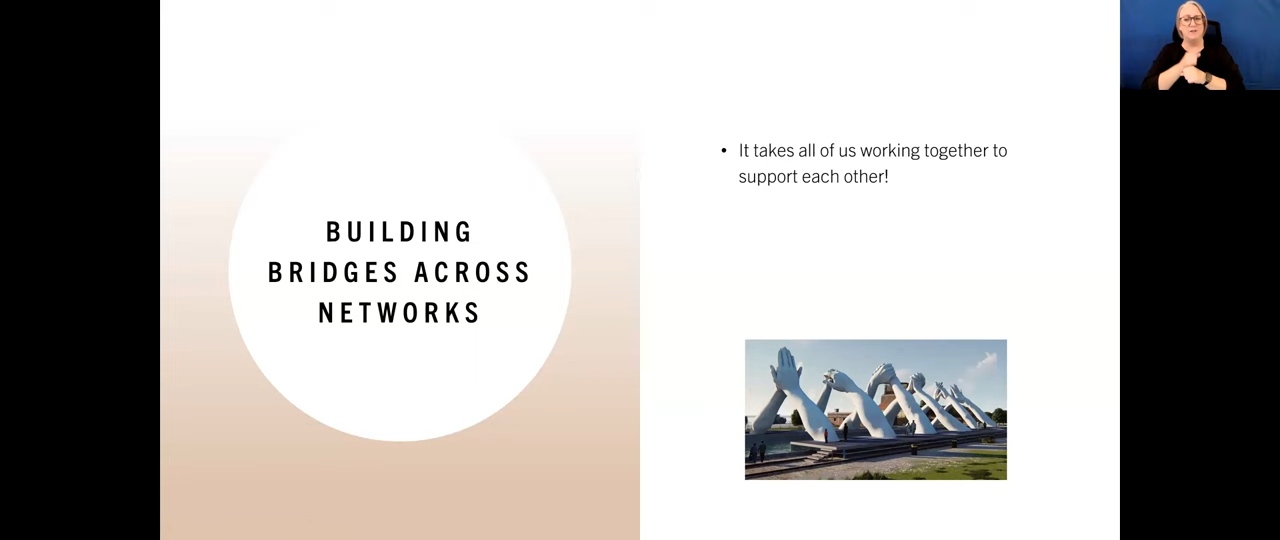 BUILDING
BRIDGES ACROSS
NETWORKS
• It takes all of us working together to
support each other!